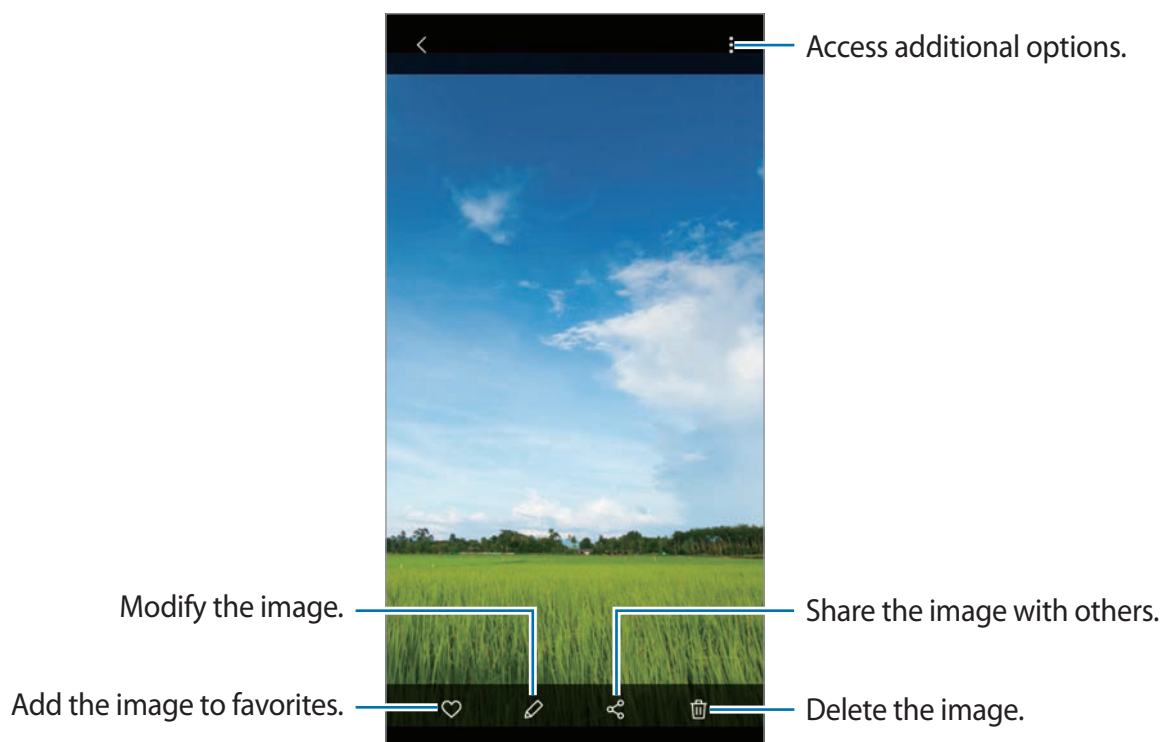 Access additional options.
Modify the image.
Share the image with others.
Add the image to favorites.
Delete the image.